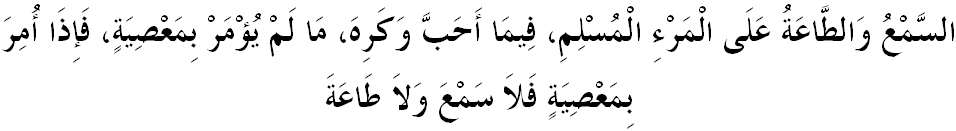 السَّمْعُ وَالطَّاعَةُ عَلَى الْمَرْءِ الْمُسْلِمِ، فِيمَا أَحَبَّ وَكَرِهَ، مَا لَمْ يُؤْمَرْ بِمَعْصِيَةٍ، فَإِذَا أُمِرَ
بِمَعْصِيَةٍ فَلاَ سَمْعَ وَلاَ طَاعَةَ